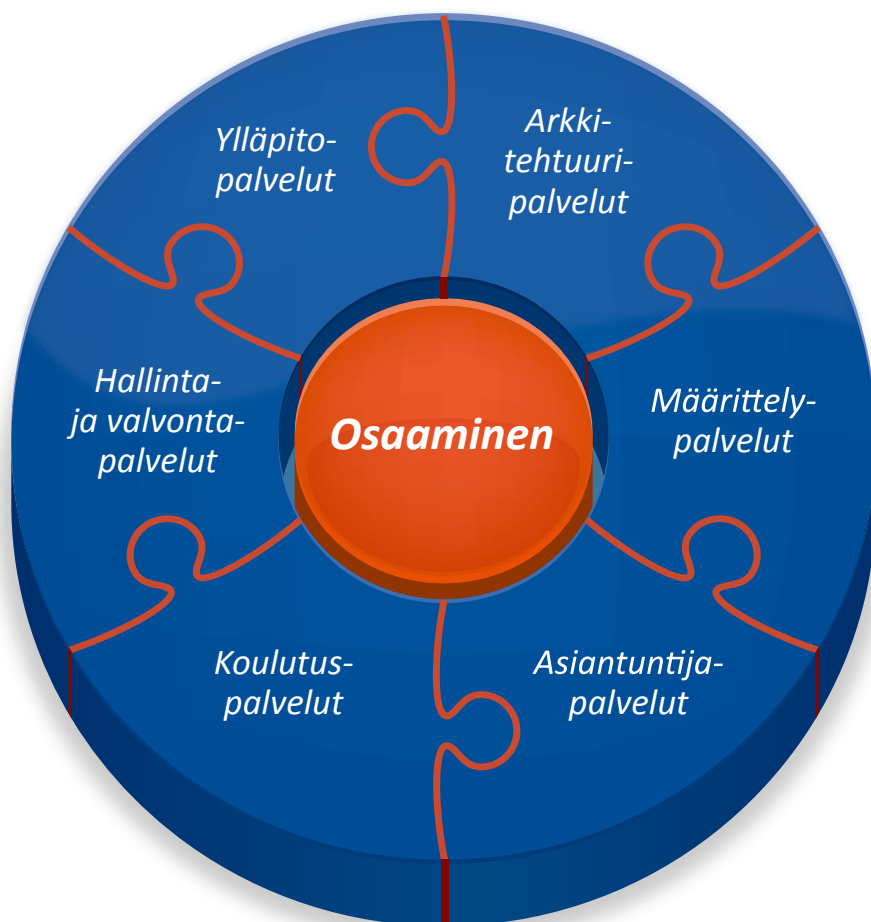 Ylläpito-
palvelut
Arkki-
tehtuuri-
palvelut
Hallinta-
ja valvonta-
palvelut
Osaaminen
Määrittely-
palvelut
Koulutus-
palvelut
Asiantuntija-
palvelut